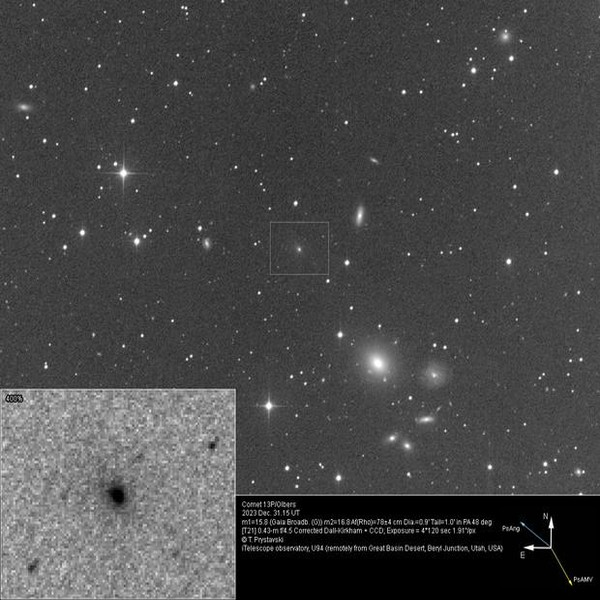 400%
Comet 13P/Olbers
2023 Dec. 31.15 UT
m1=15.8 (Gaia Broadb. (G)) m2=16.8 Af(Rho)=78±4 cm Dia.=0.9' Tail=1.0' in PA 48 deg
[T21] 0.43-m f/4.5 Corrected Dall-Kirkham + CCD, Exposure = 4*120 sec 1.91"/px
© T. Prystavski
iTelescope observatory, U94 (remotely from Great Basin Desert, Beryl Junction, Utah, USA)
N
PsAng
E
PsAMV